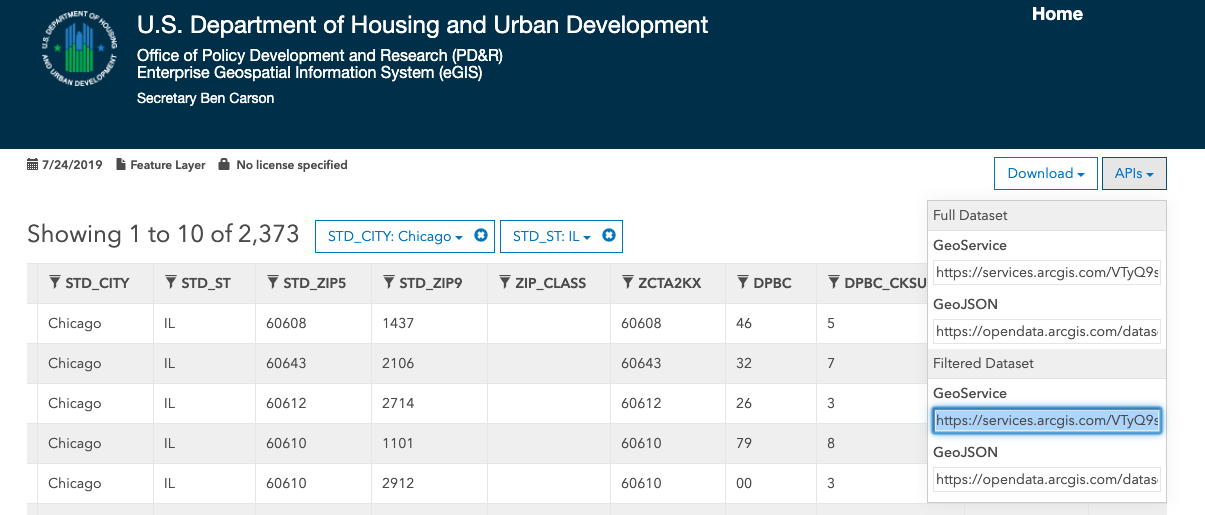 U.S. DEPARTMENT OF HOUSING AND URBAN DEVELOPMENT
U.S. Department of Housing and Urban Development
Office of Policy Development and Research (PD&R)
Enterprise Geospatial Information System (eGIS)
Secretary Ben Carson
Home
7/24/2019 Feature Layer No license specified
Download APIs
Showing 1 to 10 of 2,373 STD_CITY: Chicago STD_ST: IL
STD_CITY STD_ST STD_ZIP5 STD_ZIP9 ZIP_CLASS ZCTA2KX DPBC DPBC_CKSU
Chicago IL 60608 1437 60608 46 5
Chicago IL 60643 2106 60643 32 7
Chicago IL 60612 2714 60612 26 3
Chicago IL 60610 1101 60610 79 8
Chicago IL 60610 2912 60610 00 3
Full Dataset
GeoService
https://services.arcgis.com/VTyQ9s
GeoJSON
https://opendata.arcgis.com/datas
Filtered Dataset
GeoService
https://services.arcgis.com/VTyQ9s
GeoJSON
https://opendata.arcgis.com/datas